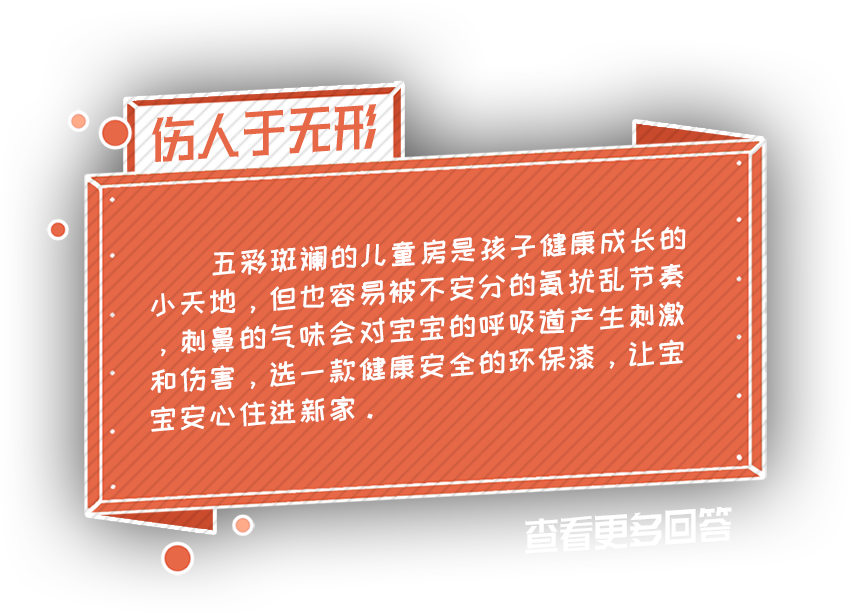 伤人于无形
五彩斑斓的儿童房是孩子健康成长的
小天地，但也容易被不安分的氨扰乱节奏
，刺鼻的气味会对宝宝的呼吸道产生刺激
和伤害，选一款健康安全的环保漆，让宝
宝安心住进新家。
查看更多回答